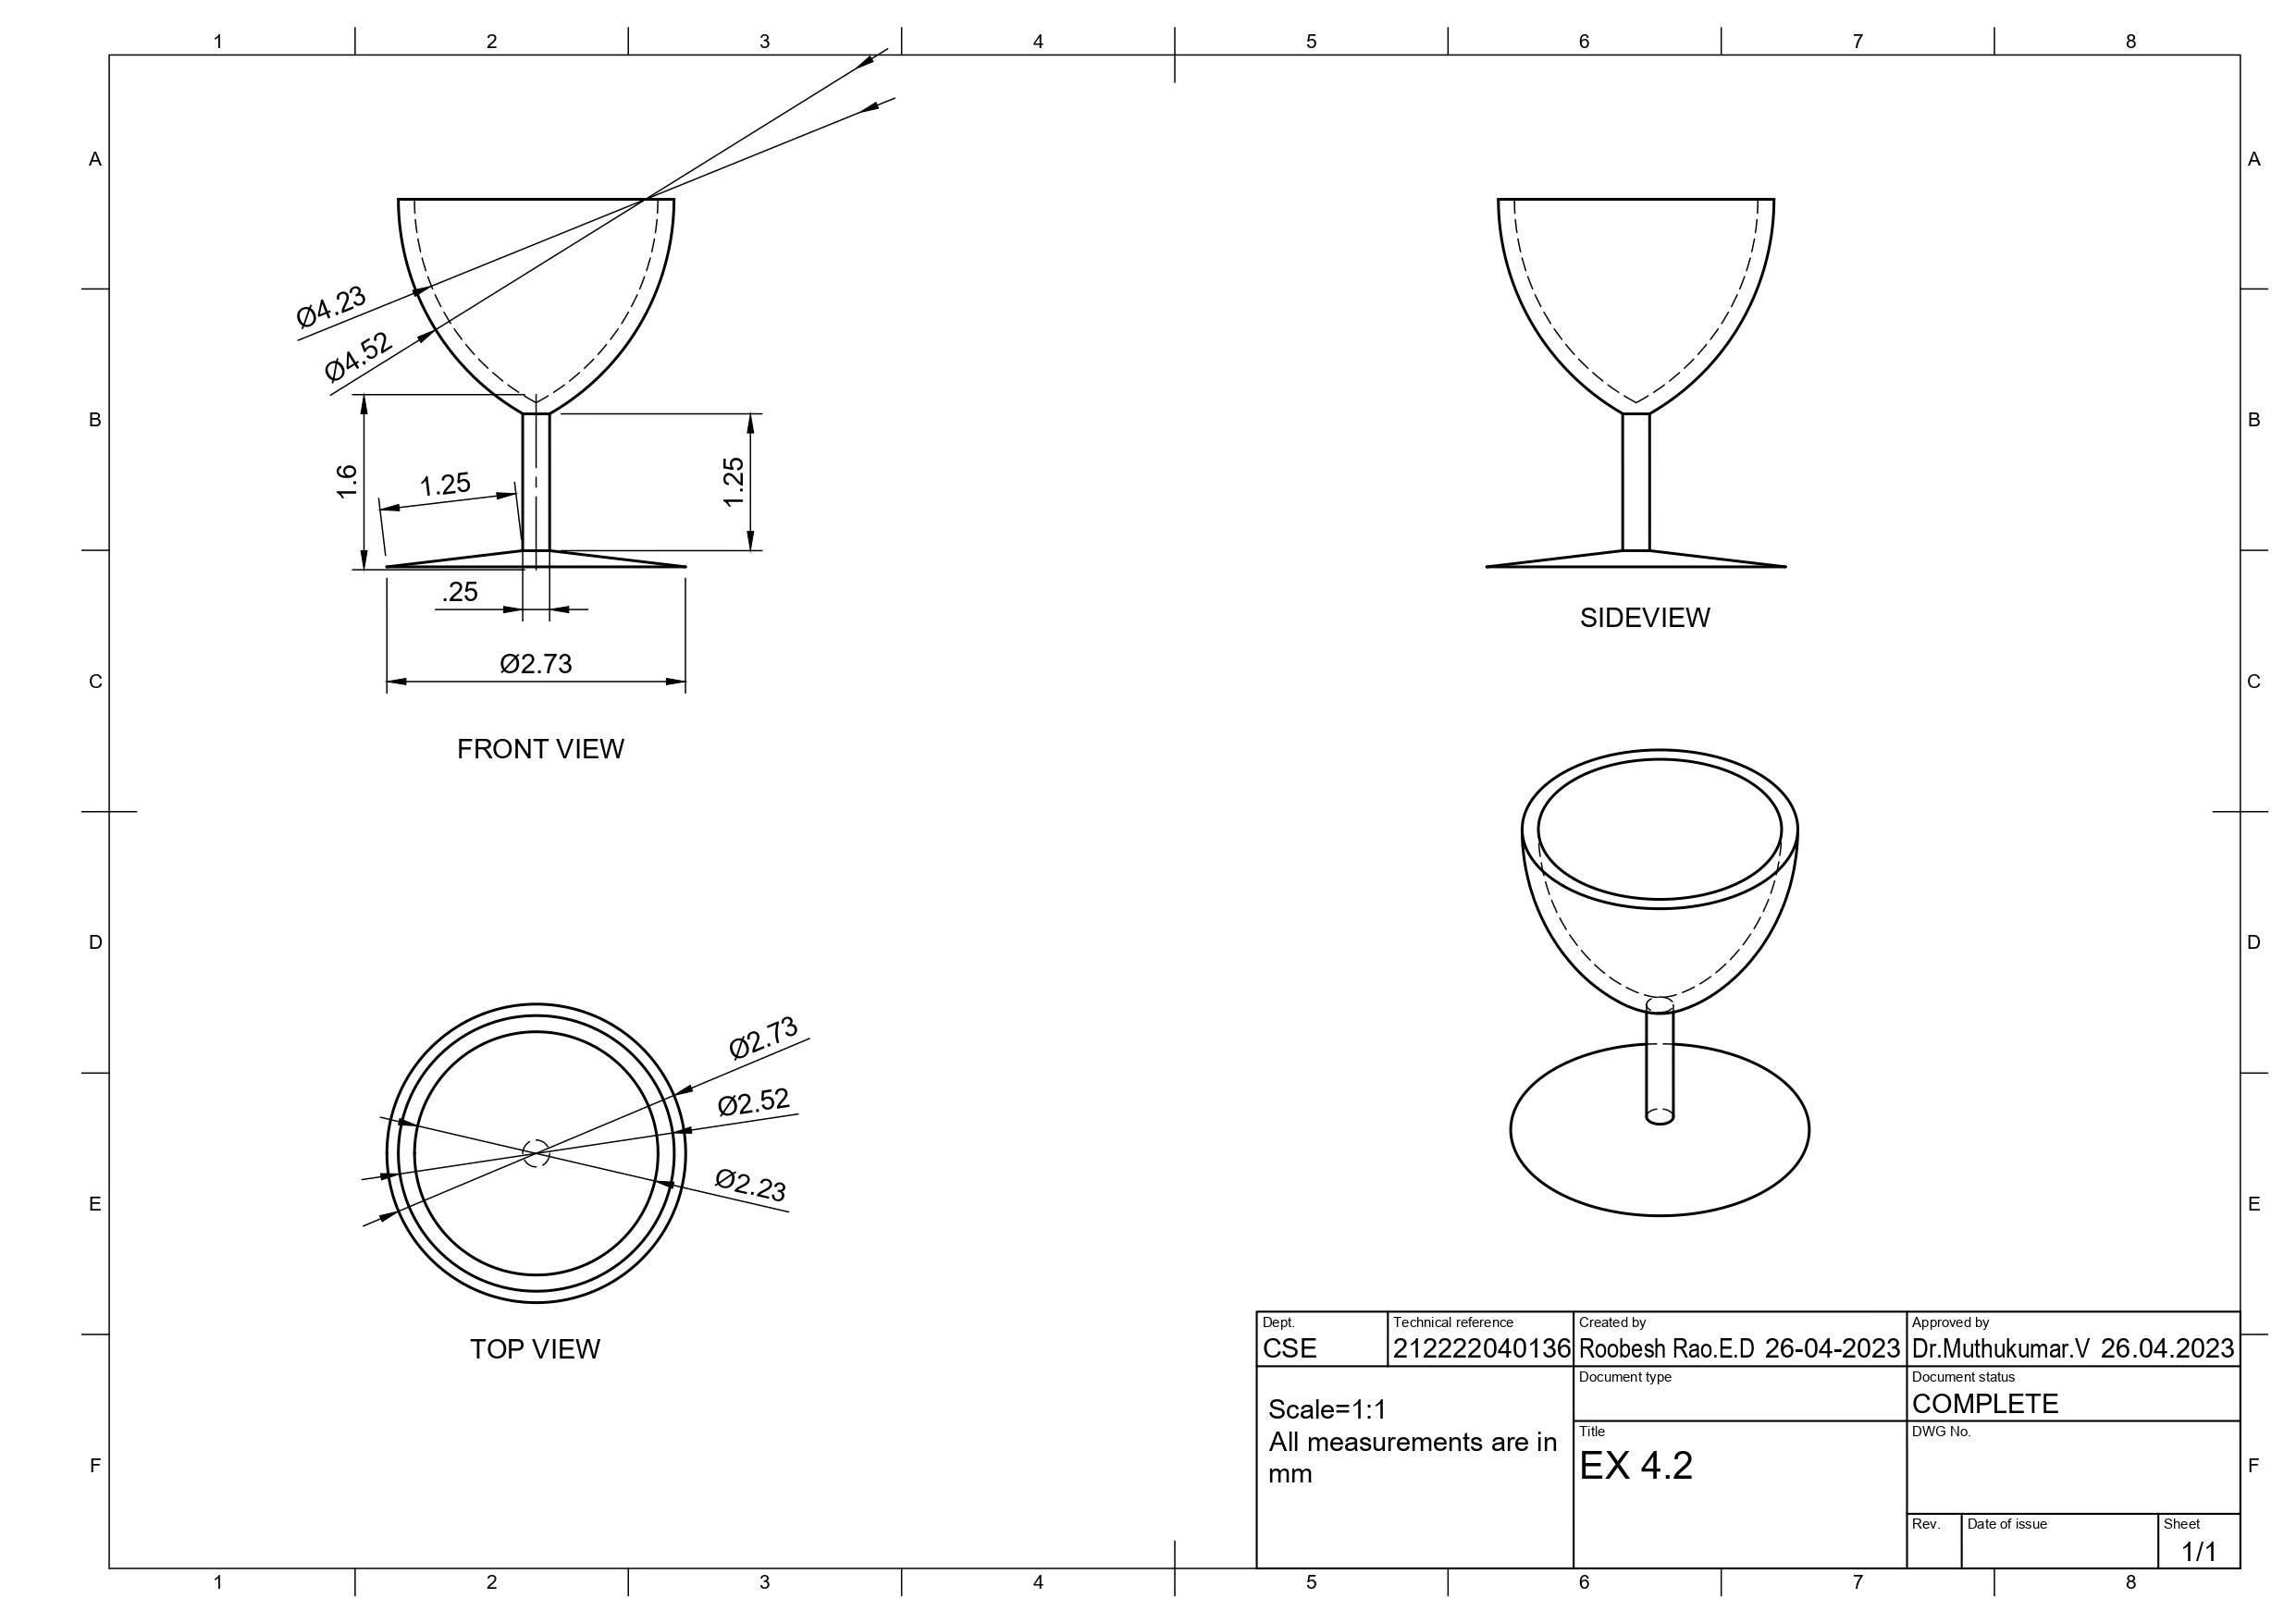 1 2 3 4 5 6 7 8
A A
Ø4.23
Ø4.52
B B
1.6
1.25
1.25
.25
SIDEVIEW
Ø2.73
C C
FRONT VIEW
D D
Ø2.73
Ø2.52
Ø2.23
E E
TOP VIEW
Dept. Technical reference Created by Approved by
CSE 212222040136 Roobesh Rao.E.D 26-04-2023 Dr.Muthukumar.V 26.04.2023
Document type Document status
COMPLETE
Scale=1:1
All measurements are in
mm
Title DWG No.
EX 4.2
F F
Rev. Date of issue Sheet
1/1
1 2 3 4 5 6 7 8